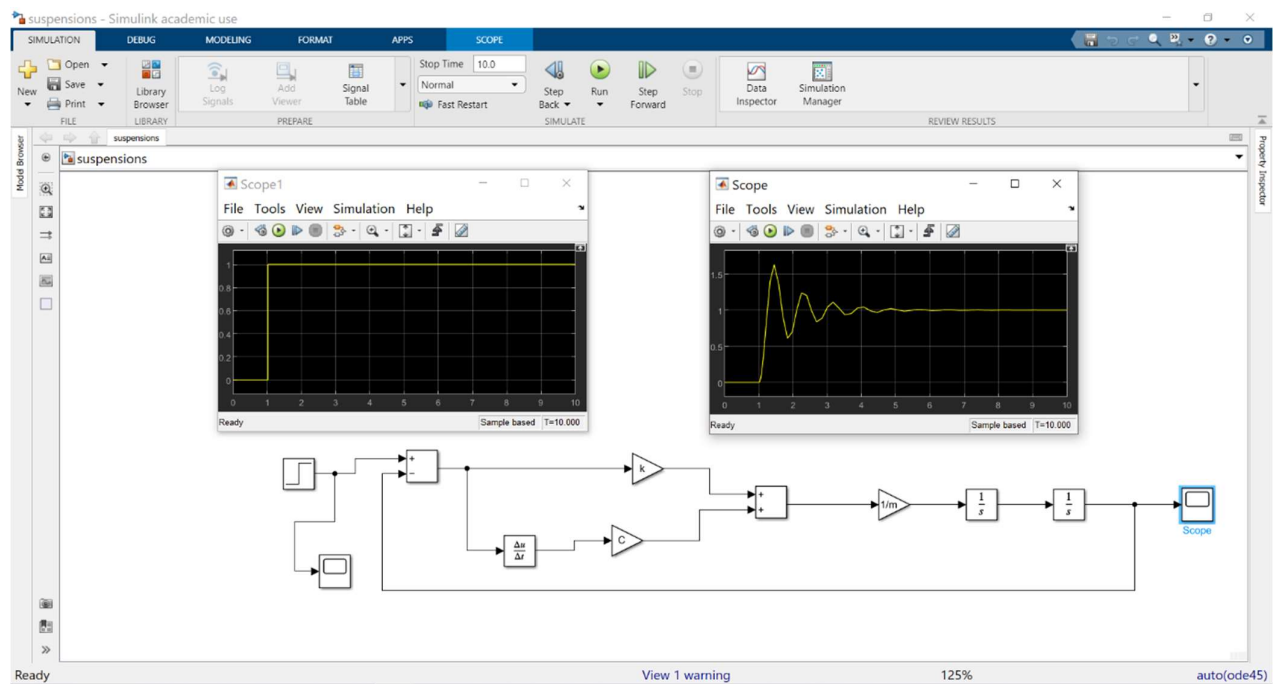 suspensions - Simulink academic use
SIMULATION DEBUG MODELING FORMAT APPS SCOPE
New
Open
Save
Print
FILE
Library Browser
LIBRARY
Log Signals
Add Viewer
Signal Table
PREPARE
Stop Time 10.0
Normal
Fast Restart
Step Back
Run
Step Forward
Stop
SIMULATE
Data Inspector
Simulation Manager
REVIEW RESULTS
Model Browser
suspensions
suspensions
Property Inspector
Scope1
File Tools View Simulation Help
1
0.8
0.6
0.4
0.2
0
0 1 2 3 4 5 6 7 8 9 10
Ready Sample based T=10.000
Scope
File Tools View Simulation Help
1.5
1
0.5
0
0 1 2 3 4 5 6 7 8 9 10
Ready Sample based T=10.000
+
−
k
Δu
Δt
C
+
+
1/m
1
s
1
s
Scope
Ready View 1 warning 125% auto(ode45)